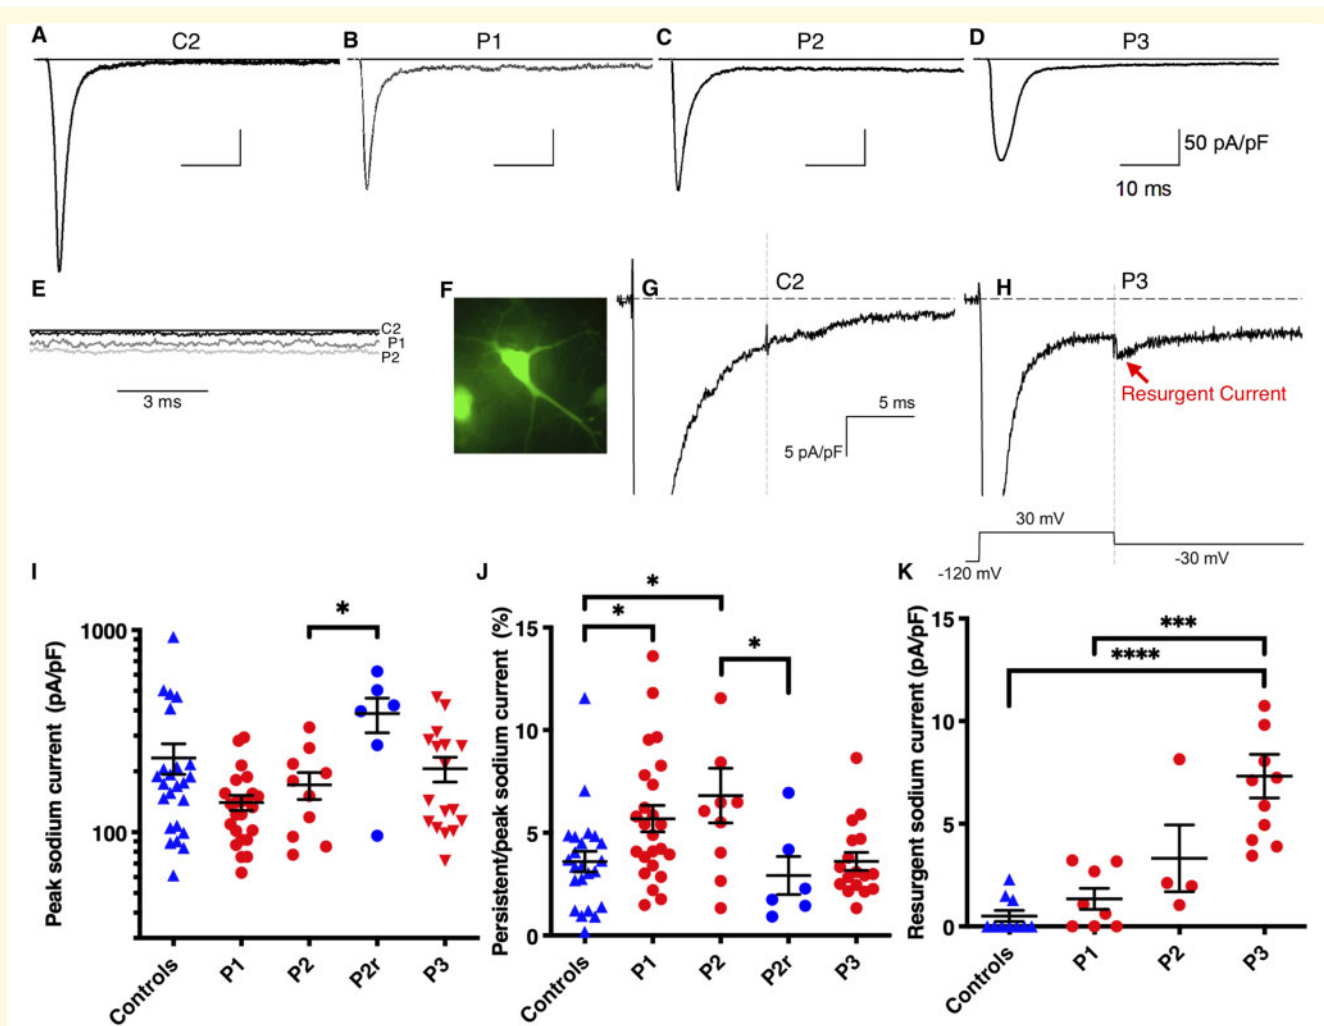 A C2
B P1
C P2
D P3
50 pA/pF
10 ms
E
C2
P1
P2
3 ms
F
G C2
5 ms
5 pA/pF
H P3
Resurgent Current
30 mV
-120 mV
-30 mV
I
Peak sodium current (pA/pF)
1000
100
*
Controls P1 P2 P2r P3
J
Persistent/peak sodium current (%)
15
10
5
0
*
*
*
Controls P1 P2 P2r P3
K
Resurgent sodium current (pA/pF)
15
10
5
0
***
****
Controls P1 P2 P3